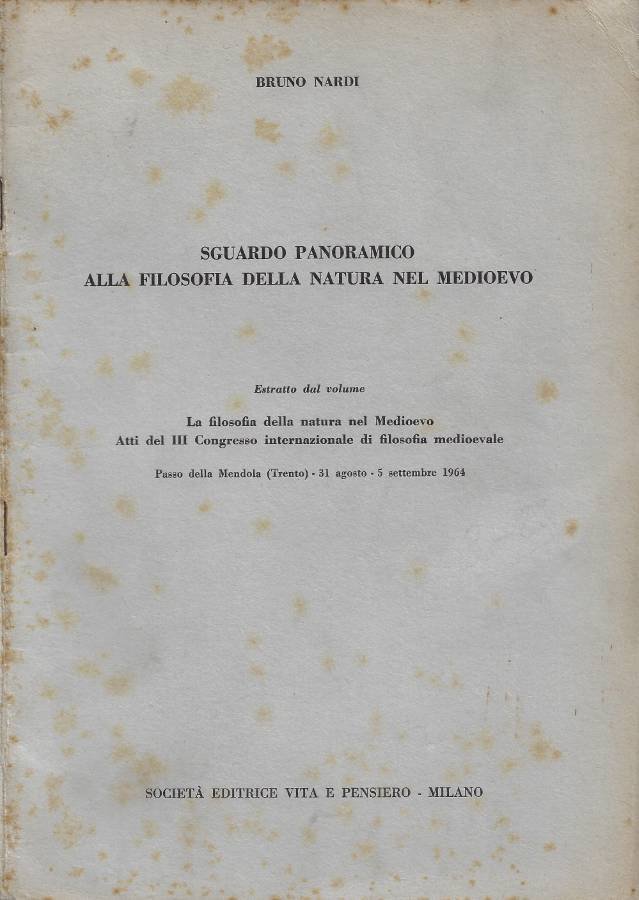 BRUNO NARDI
SGUARDO PANORAMICO
ALLA FILOSOFIA DELLA NATURA NEL MEDIOEVO
Estratto dal volume
La filosofia della natura nel Medioevo
Atti del III Congresso internazionale di filosofia medioevale
Passo della Mendola (Trento) - 31 agosto - 5 settembre 1964
SOCIETÀ EDITRICE VITA E PENSIERO - MILANO